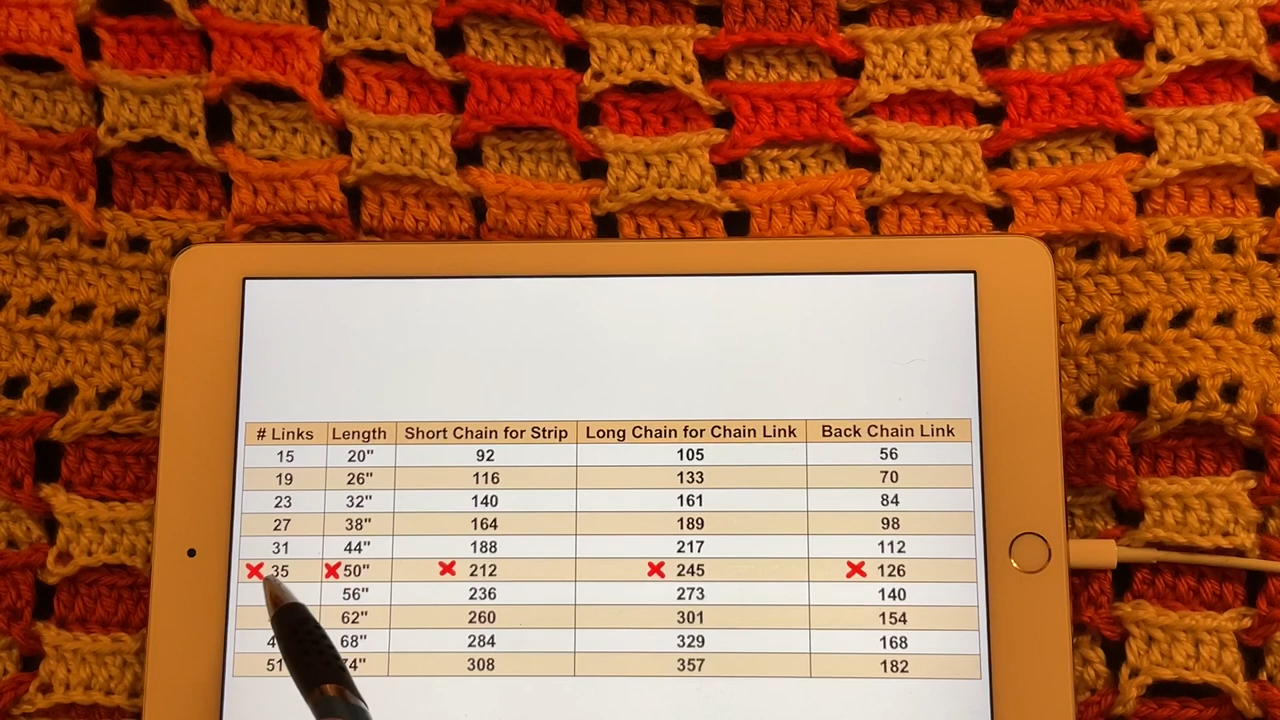 # Links Length Short Chain for Strip Long Chain for Chain Link Back Chain Link
15 20" 92 105 56
19 26" 116 133 70
23 32" 140 161 84
27 38" 164 189 98
31 44" 188 217 112
35 50" 212 245 126
56" 236 273 140
62" 260 301 154
68" 284 329 168
51 308 357 182